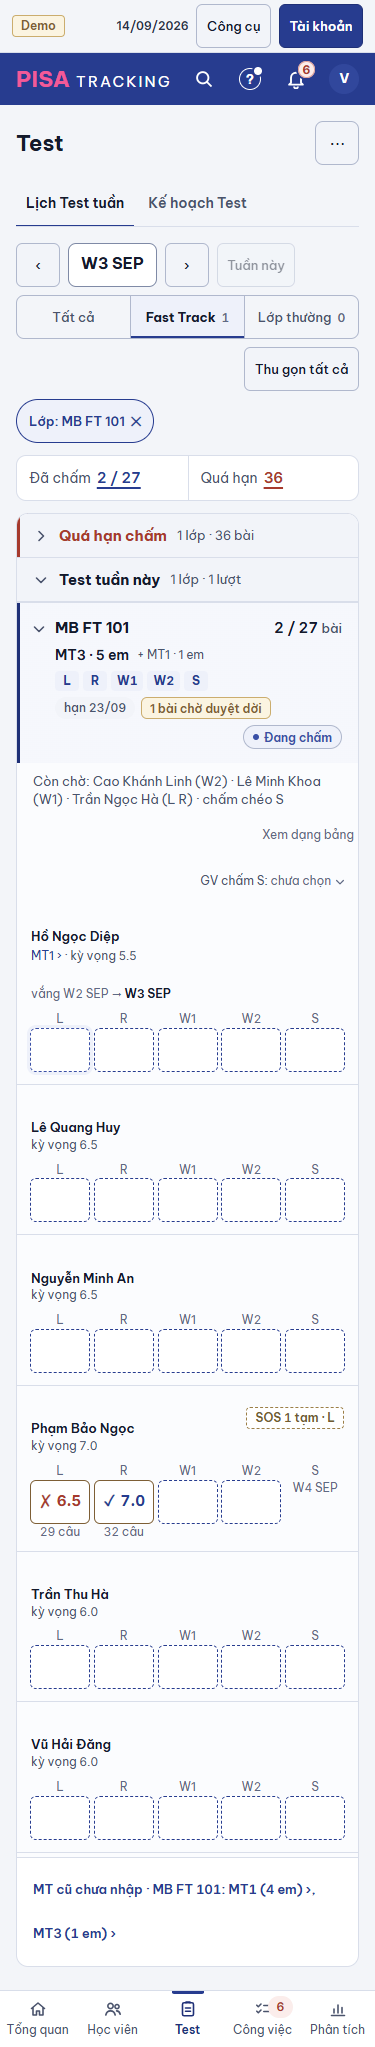 Demo 14/09/2026 Công cụ Tài khoản
PISA TRACKING ? 6 V
Test ...
Lịch Test tuần Kế hoạch Test
‹ W3 SEP › Tuần này
Tất cả Fast Track 1 Lớp thường 0
Thu gọn tất cả
Lớp: MB FT 101 ×
Đã chấm 2 / 27 Quá hạn 36
Quá hạn chấm 1 lớp · 36 bài
Test tuần này 1 lớp · 1 lượt
MB FT 101 2 / 27 bài
MT3 · 5 em + MT1 · 1 em
L R W1 W2 S
hạn 23/09 1 bài chờ duyệt dời
Đang chấm
Còn chờ: Cao Khánh Linh (W2) · Lê Minh Khoa
(W1) · Trần Ngọc Hà (L R) · chấm chéo S
Xem dạng bảng
GV chấm S: chưa chọn
Hồ Ngọc Diệp
MT1 › · kỳ vọng 5.5
vắng W2 SEP → W3 SEP
L R W1 W2 S
Lê Quang Huy
kỳ vọng 6.5
L R W1 W2 S
Nguyễn Minh An
kỳ vọng 6.5
L R W1 W2 S
SOS 1 tạm · L
Phạm Bảo Ngọc
kỳ vọng 7.0
L R W1 W2 S
W4 SEP
✗ 6.5 ✓ 7.0
29 câu 32 câu
Trần Thu Hà
kỳ vọng 6.0
L R W1 W2 S
Vũ Hải Đăng
kỳ vọng 6.0
L R W1 W2 S
MT cũ chưa nhập · MB FT 101: MT1 (4 em) ›,
MT3 (1 em) ›
6
Tổng quan Học viên Test Công việc Phân tích